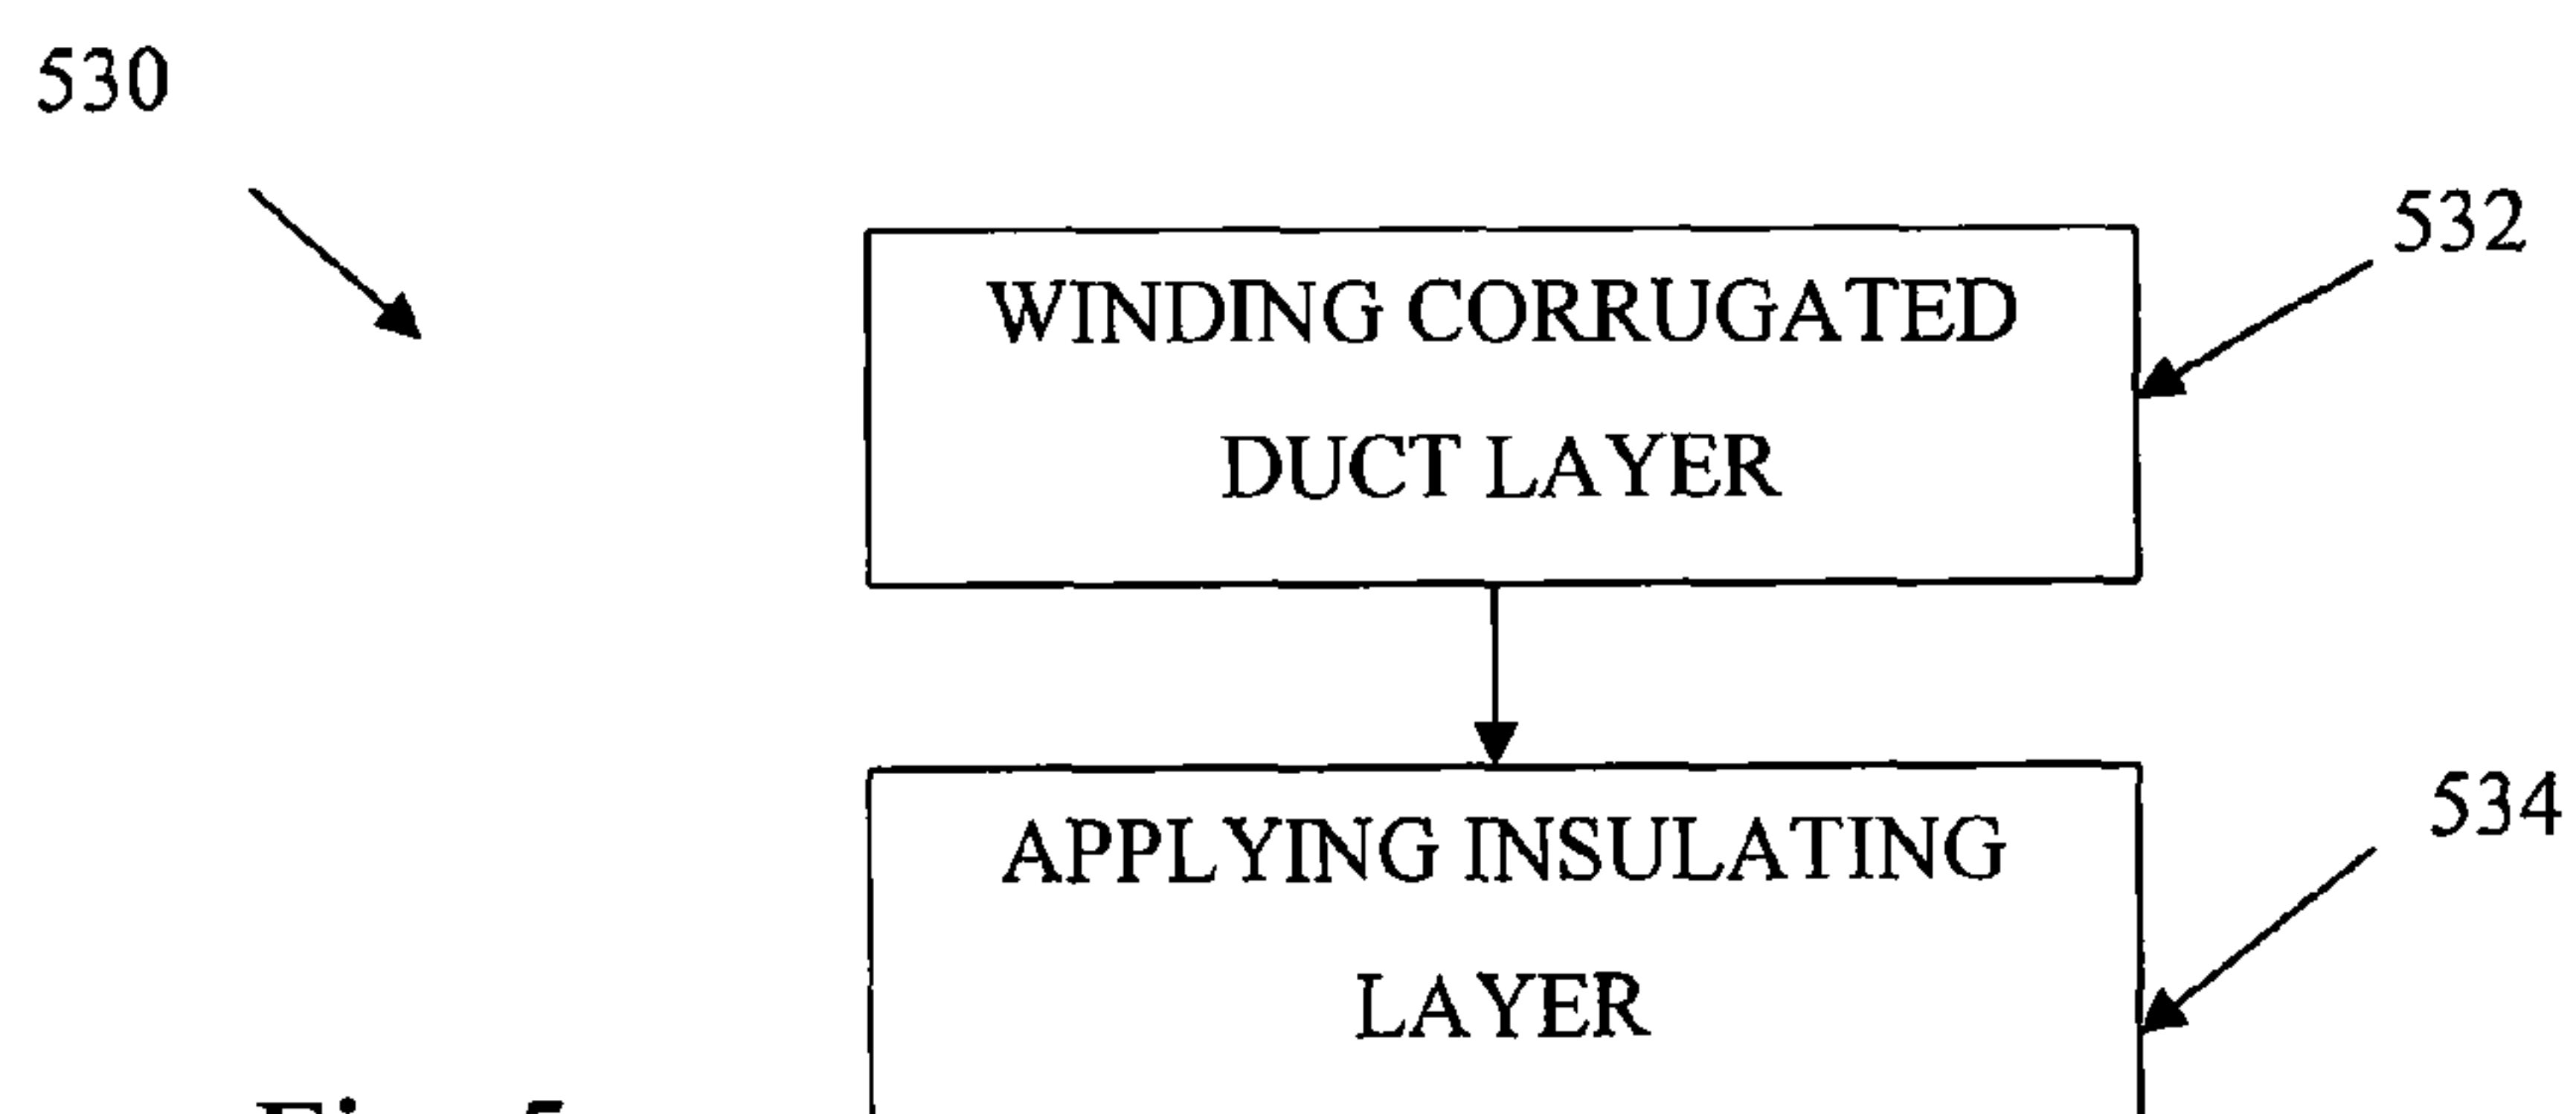 530
532
WINDING CORRUGATED
DUCT LAYER
534
APPLYING INSULATING
LAYER